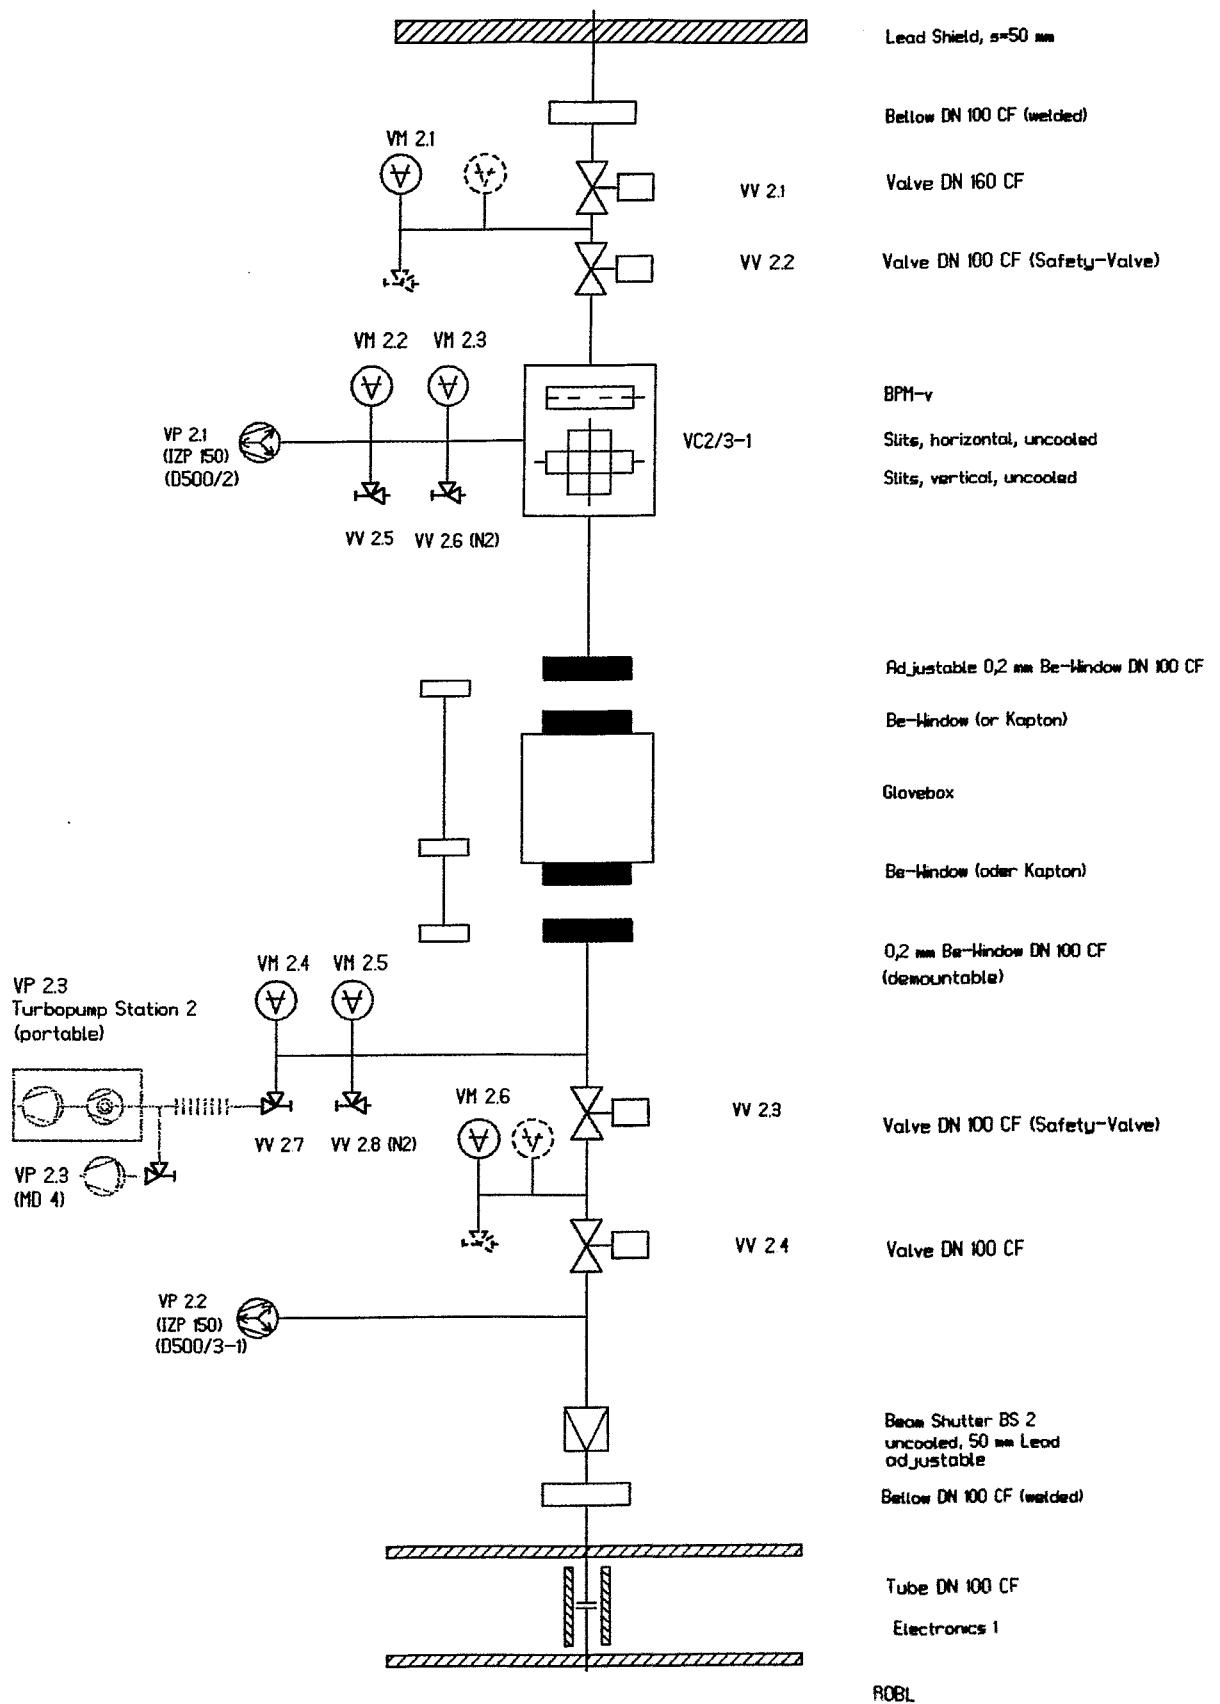 Lead Shield, s=50 mm
Bellow DN 100 CF (welded)
VM 2.1
VV 2.1
Valve DN 160 CF
VV 2.2
Valve DN 100 CF (Safety-Valve)
VM 2.2
VM 2.3
BPM-v
VP 2.1
(IZP 150)
(D500/2)
VC2/3-1
Slits, horizontal, uncooled
Slits, vertical, uncooled
VV 2.5
VV 2.6 (N2)
Adjustable 0,2 mm Be-Window DN 100 CF
Be-Window (or Kapton)
Glovebox
Be-Window (oder Kapton)
0,2 mm Be-Window DN 100 CF
(demountable)
VM 2.4
VM 2.5
VP 2.3
Turbopump Station 2
(portable)
VM 2.6
VV 2.3
Valve DN 100 CF (Safety-Valve)
VV 2.7
VV 2.8 (N2)
VP 2.3
(MD 4)
VV 2.4
Valve DN 100 CF
VP 2.2
(IZP 150)
(D500/3-1)
Beam Shutter BS 2
uncooled, 50 mm Lead
adjustable
Bellow DN 100 CF (welded)
Tube DN 100 CF
Electronics 1
ROBL